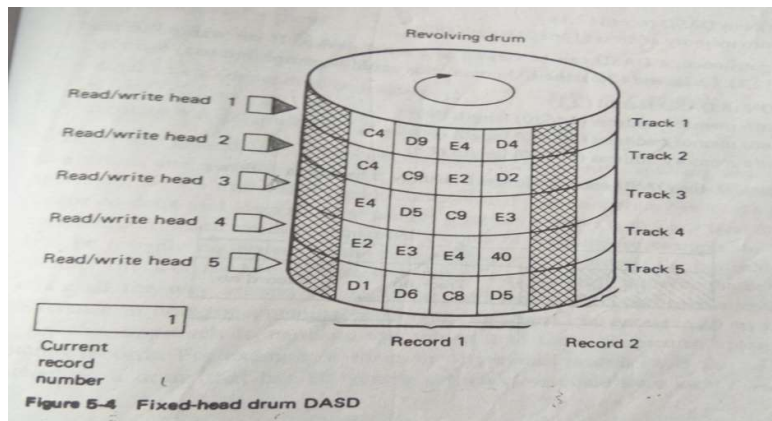 Revolving drum
Read/write head 1
Read/write head 2
Read/write head 3
Read/write head 4
Read/write head 5
Track 1
Track 2
Track 3
Track 4
Track 5
C4 D9 E4 D4
C4 C9 E2 D2
E4 D5 C9 E3
E2 E3 E4 40
D1 D6 C8 D5
Record 1
Record 2
1
Current
record
number
Figure 5-4 Fixed-head drum DASD